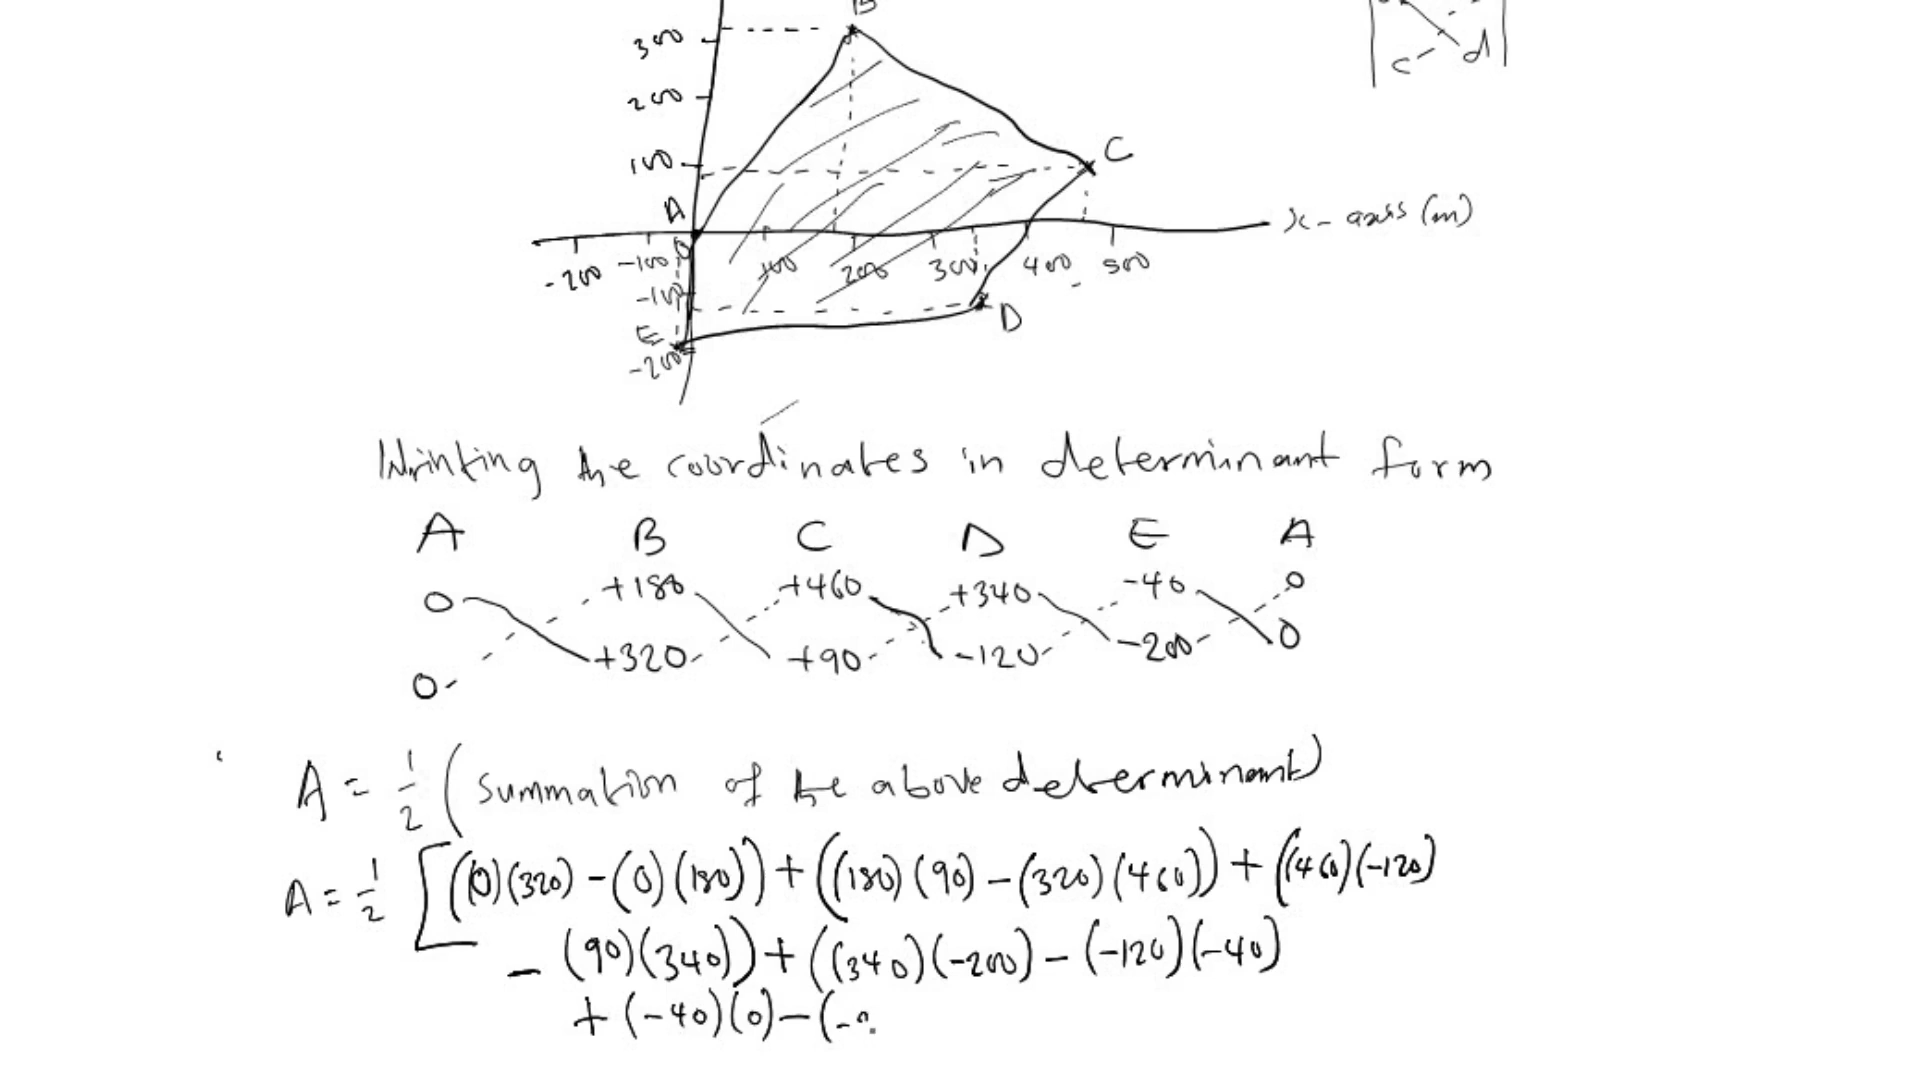 B
300
200
100
A
C
x-axis (m)
-200 -100 0 100 200 300 400 500
-100
D
E
-200
c d
Wrinting the coordinates in determinant form
A B C D E A
0 +180 +460 +340 -40 0
0 +320 +90 -120 -200 0
A = 1/2 (summation of the above determinant)
A = 1/2 [((0)(320) - (0)(180)) + ((180)(90) - (320)(460)) + ((460)(-120)
- (90)(340)) + ((340)(-200) - (-120)(-40)
+ (-40)(0) - (-